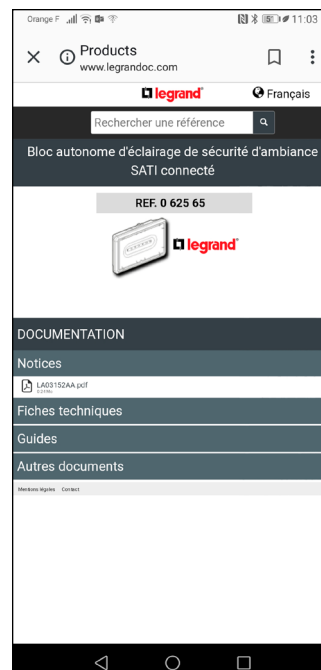 Orange F 11:03
Products
www.legrandoc.com
legrand
Français
Rechercher une référence
Bloc autonome d'éclairage de sécurité d'ambiance
SATI connecté
REF. 0 625 65
legrand
DOCUMENTATION
Notices
LA03152AA.pdf
Fiches techniques
Guides
Autres documents
Mentions légales Contact